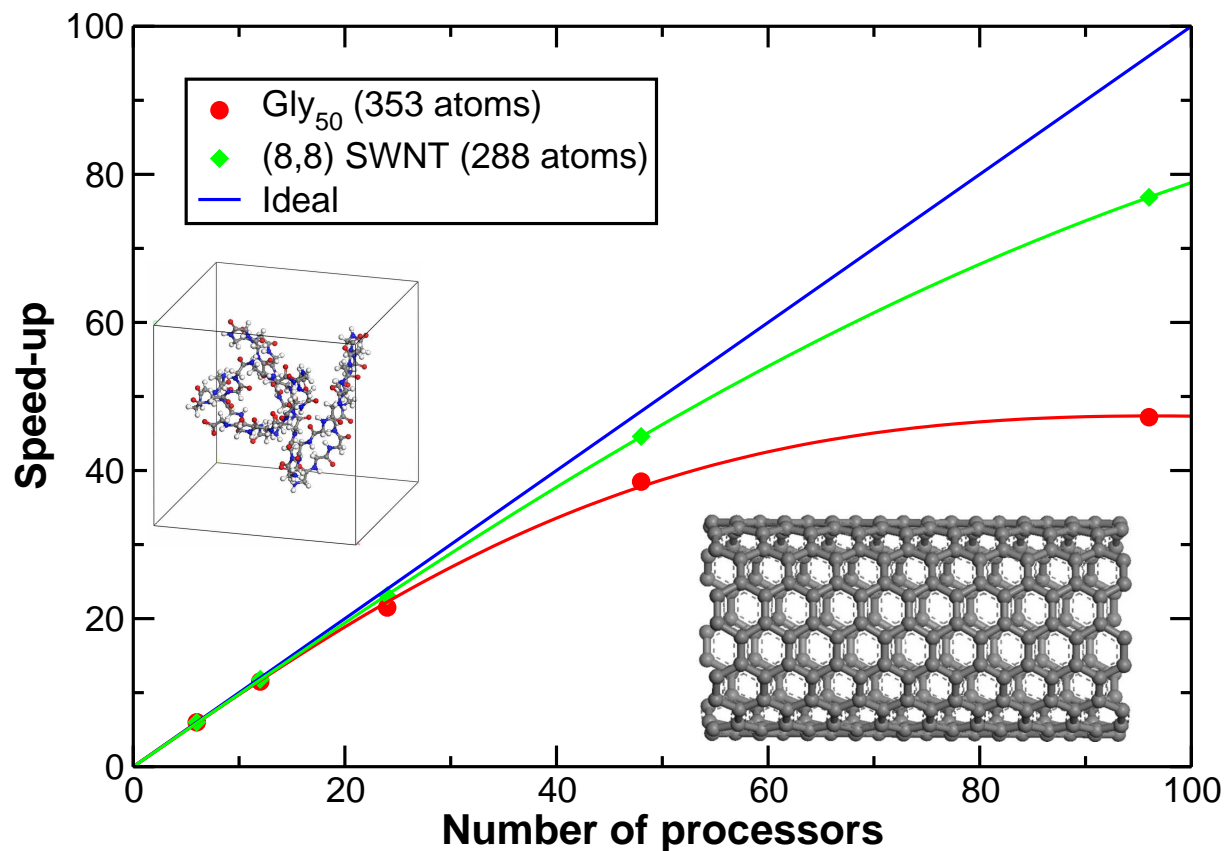 100
80
60
40
20
0
Speed-up
Gly50 (353 atoms)
(8,8) SWNT (288 atoms)
Ideal
0 20 40 60 80 100
Number of processors